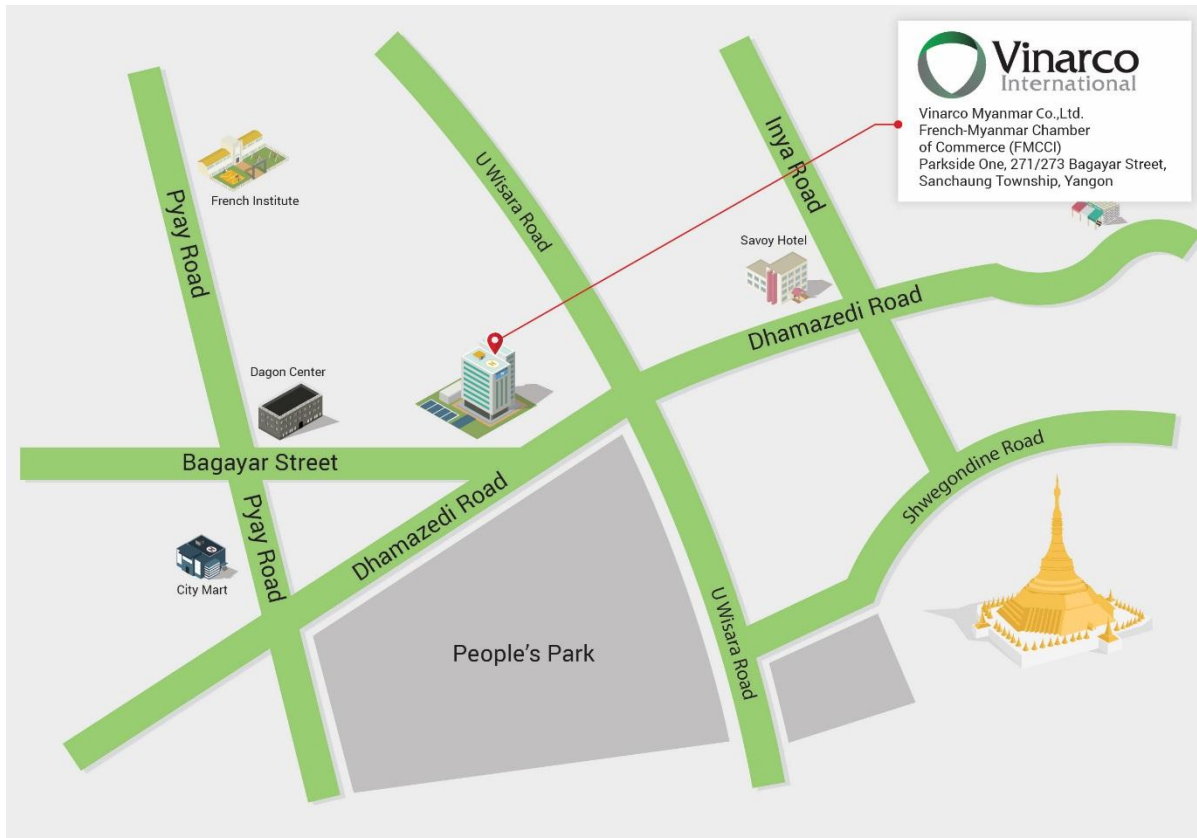 Vinarco
International
Vinarco Myanmar Co.,Ltd.
French-Myanmar Chamber
of Commerce (FMCCI)
Parkside One, 271/273 Bagayar Street,
Sanchaung Township, Yangon
French Institute
Pyay Road
U Wisara Road
Inya Road
Savoy Hotel
Dhamazedi Road
Dagon Center
Bagayar Street
Shwegondine Road
Pyay Road
Dhamazedi Road
City Mart
U Wisara Road
People's Park